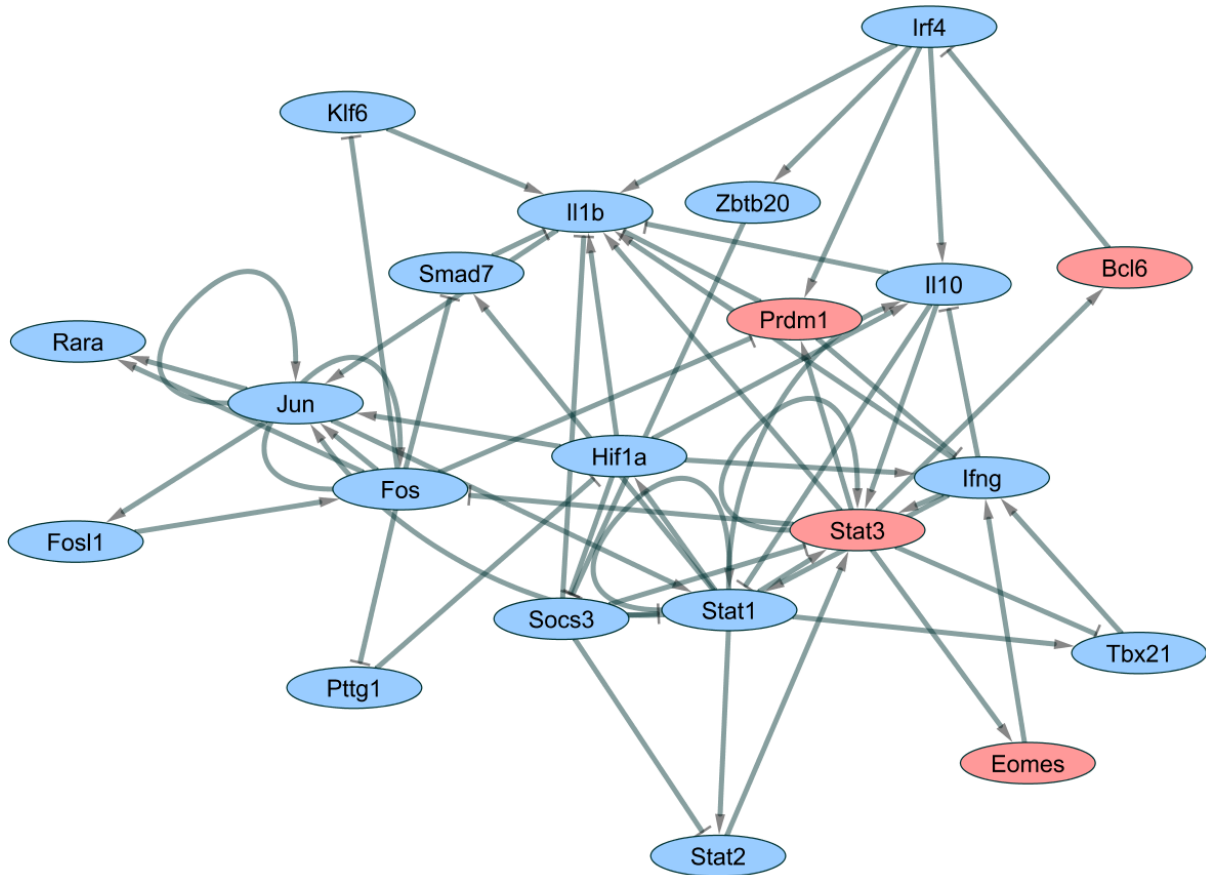 Irf4
Klf6
Zbtb20
Il1b
Smad7
Bcl6
Il10
Prdm1
Rara
Jun
Hif1a
Ifng
Fos
Fosl1
Stat3
Socs3
Stat1
Tbx21
Pttg1
Eomes
Stat2